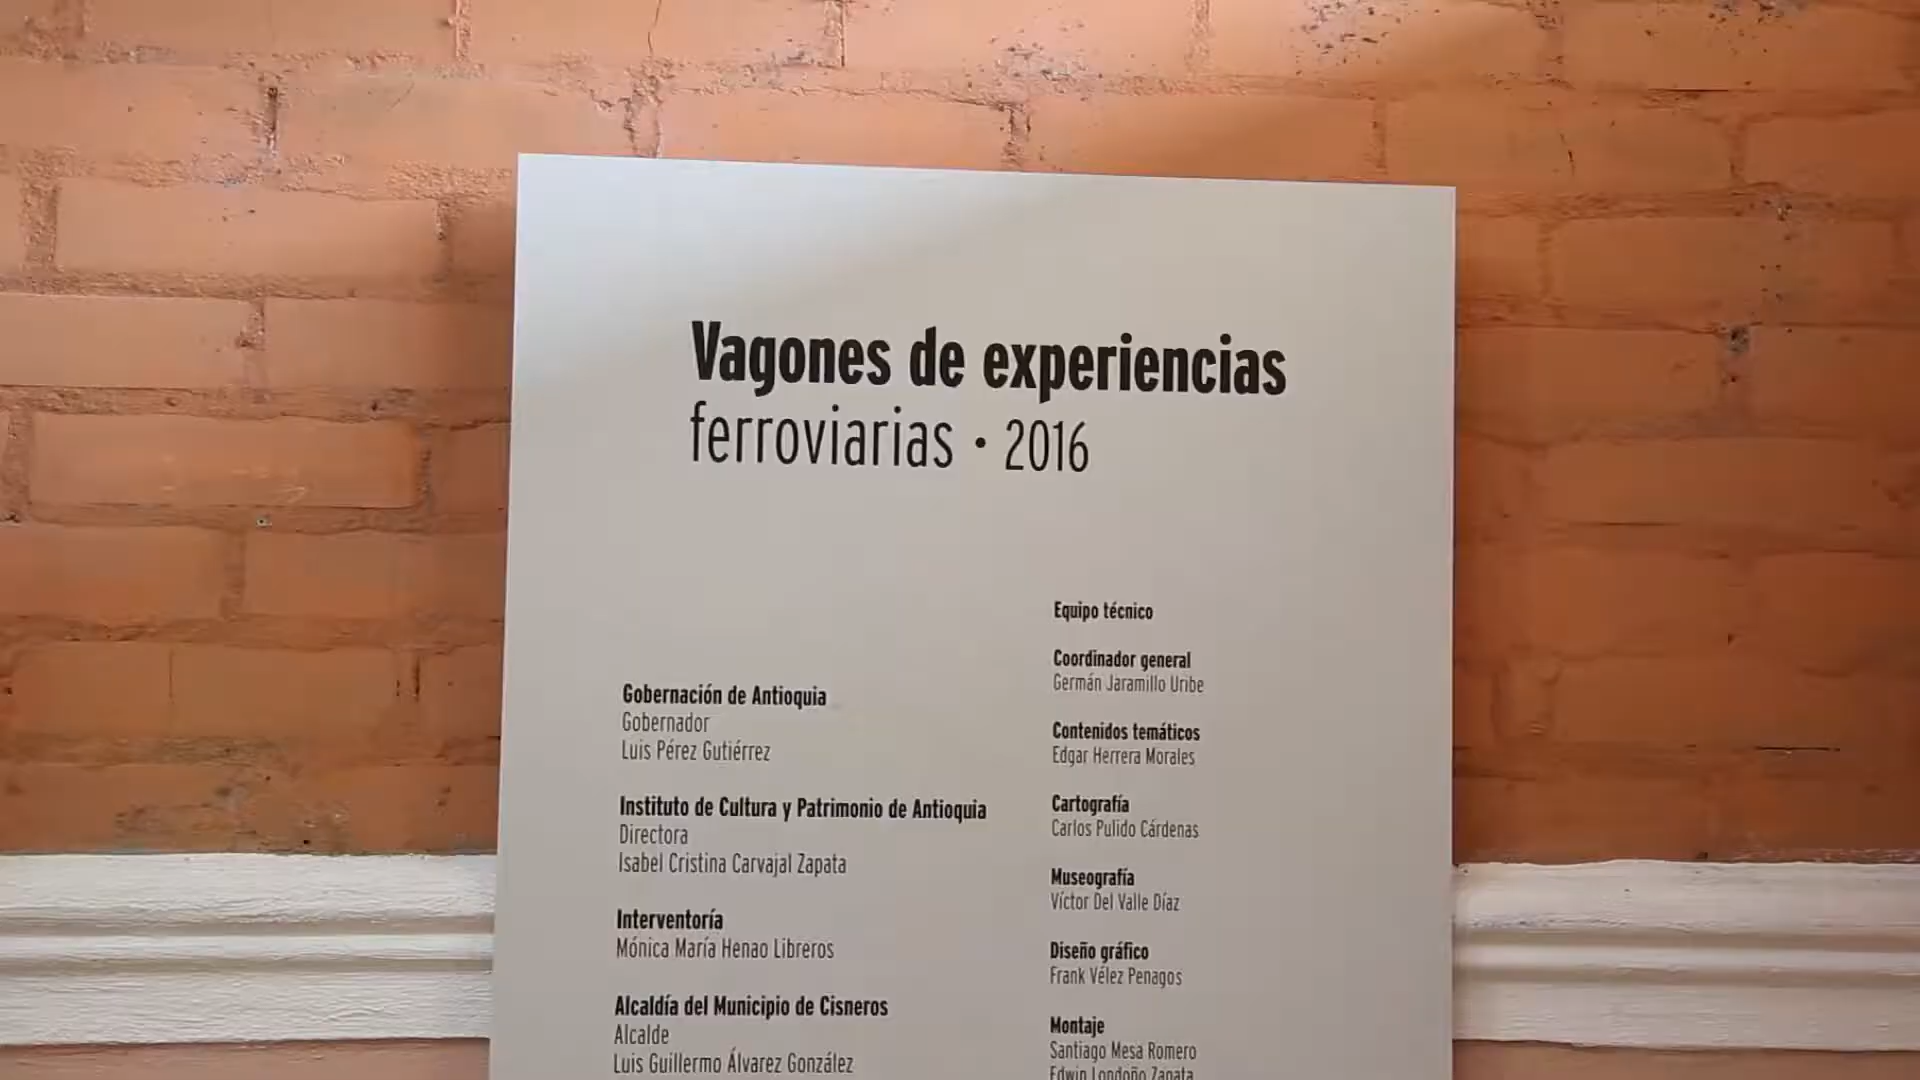 Vagones de experiencias
ferroviarias • 2016
Gobernación de Antioquia
Gobernador
Luis Pérez Gutiérrez
Instituto de Cultura y Patrimonio de Antioquia
Directora
Isabel Cristina Carvajal Zapata
Interventoría
Mónica María Henao Libreros
Alcaldía del Municipio de Cisneros
Alcalde
Luis Guillermo Álvarez González
Equipo técnico
Coordinador general
Germán Jaramillo Uribe
Contenidos temáticos
Edgar Herrera Morales
Cartografía
Carlos Pulido Cárdenas
Museografía
Víctor Del Valle Díaz
Diseño gráfico
Frank Vélez Penagos
Montaje
Santiago Mesa Romero
Edwin Londoño Zapata